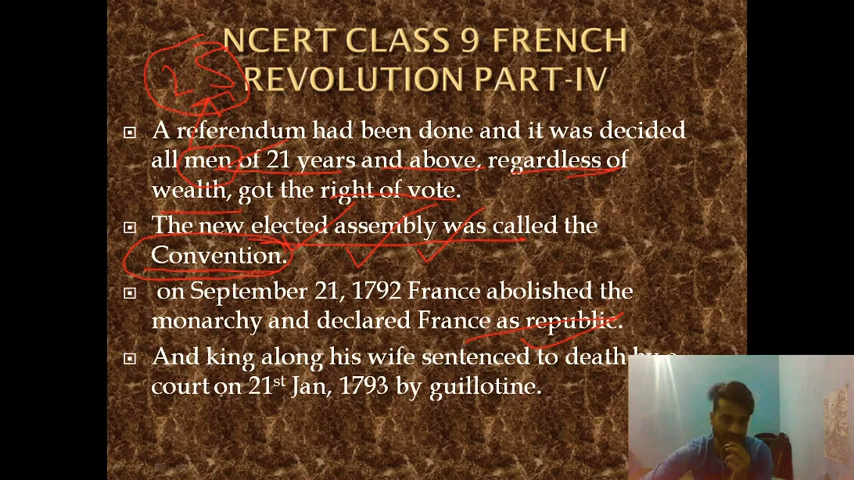 NCERT CLASS 9 FRENCH
REVOLUTION PART-IV
A referendum had been done and it was decided
all men of 21 years and above, regardless of
wealth, got the right of vote.
The new elected assembly was called the
Convention.
on September 21, 1792 France abolished the
monarchy and declared France as republic.
And king along his wife sentenced to death by a
court on 21st Jan, 1793 by guillotine.